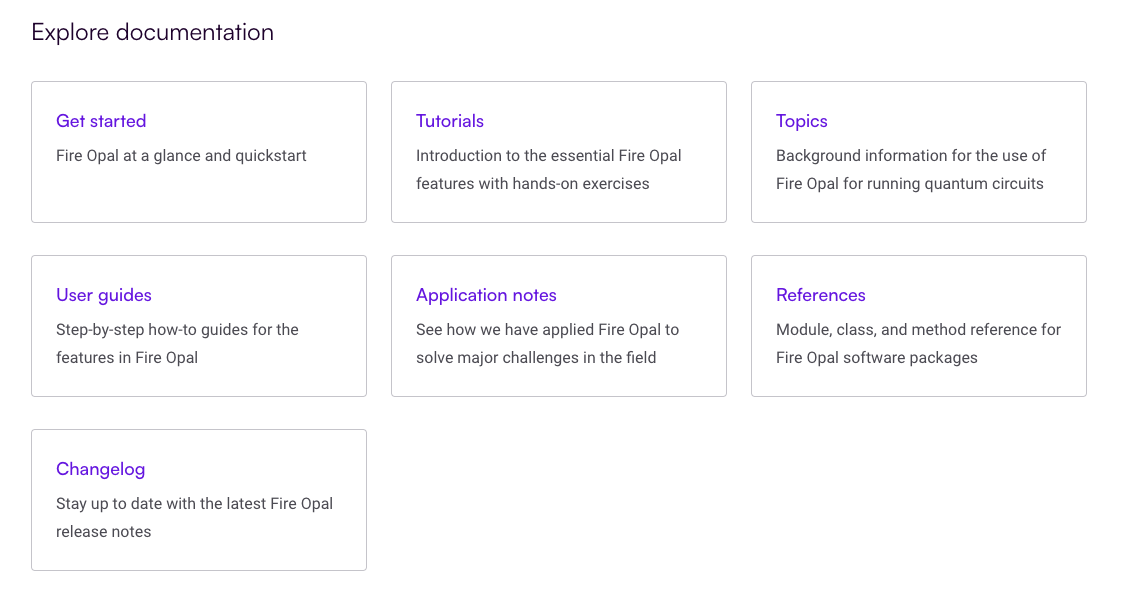 Explore documentation
Get started
Fire Opal at a glance and quickstart
Tutorials
Introduction to the essential Fire Opal
features with hands-on exercises
Topics
Background information for the use of
Fire Opal for running quantum circuits
User guides
Step-by-step how-to guides for the
features in Fire Opal
Application notes
See how we have applied Fire Opal to
solve major challenges in the field
References
Module, class, and method reference for
Fire Opal software packages
Changelog
Stay up to date with the latest Fire Opal
release notes